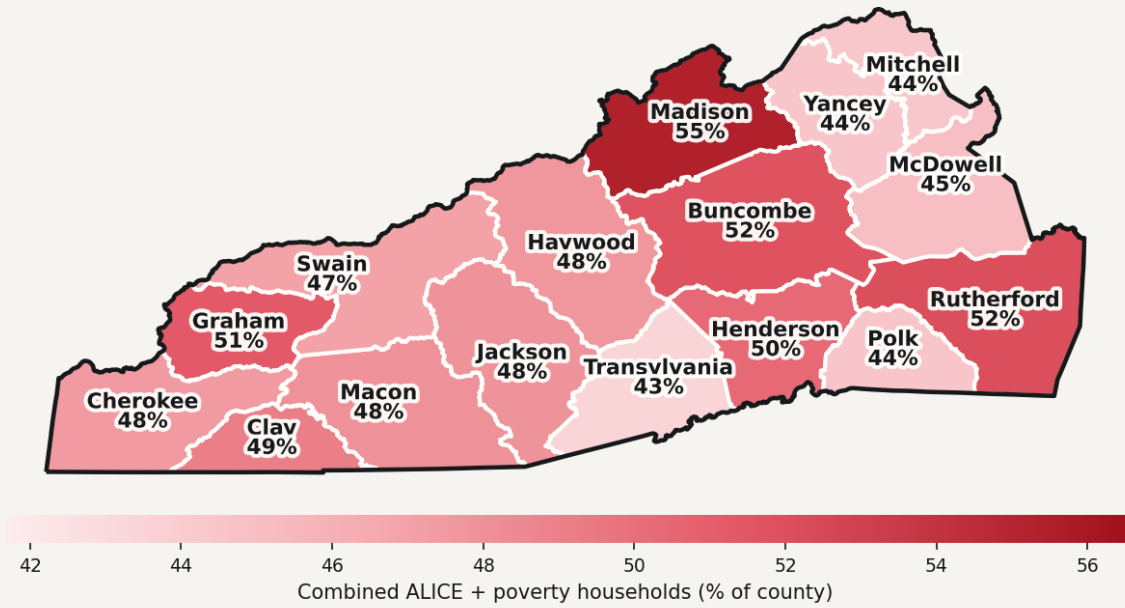 Mitchell
44%
Yancey
44%
Madison
55%
McDowell
45%
Buncombe
52%
Haywood
48%
Swain
47%
Graham
51%
Rutherford
52%
Henderson
50%
Polk
44%
Jackson
48%
Transylvania
43%
Macon
48%
Cherokee
48%
Clay
49%
42 44 46 48 50 52 54 56
Combined ALICE + poverty households (% of county)